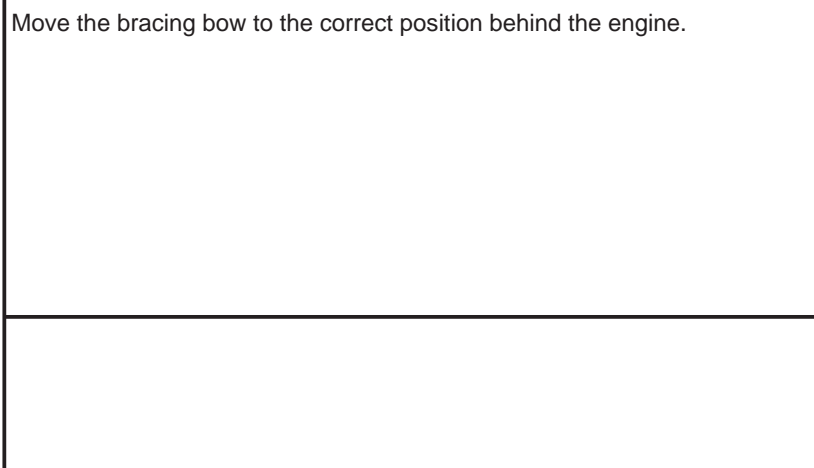 Move the bracing bow to the correct position behind the engine.